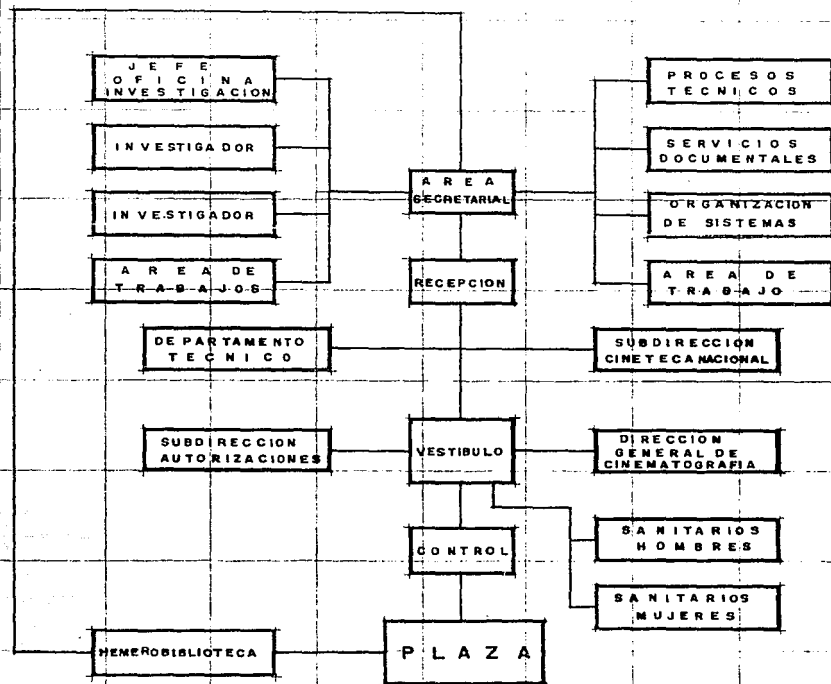 JEFE
OFICINA
INVESTIGACION
PROCESOS
TECNICOS
INVESTIGADOR
SERVICIOS
DOCUMENTALES
AREA
SECRETARIAL
INVESTIGADOR
ORGANIZACION
DE SISTEMAS
AREA DE
TRABAJOS
RECEPCION
AREA DE
TRABAJO
DEPARTAMENTO
TECNICO
SUBDIRECCION
CINETECA NACIONAL
SUBDIRECCION
AUTORIZACIONES
VESTIBULO
DIRECCION
GENERAL DE
CINEMATOGRAFIA
CONTROL
SANITARIOS
HOMBRES
SANITARIOS
MUJERES
HEMEROBIBLIOTECA
PLAZA